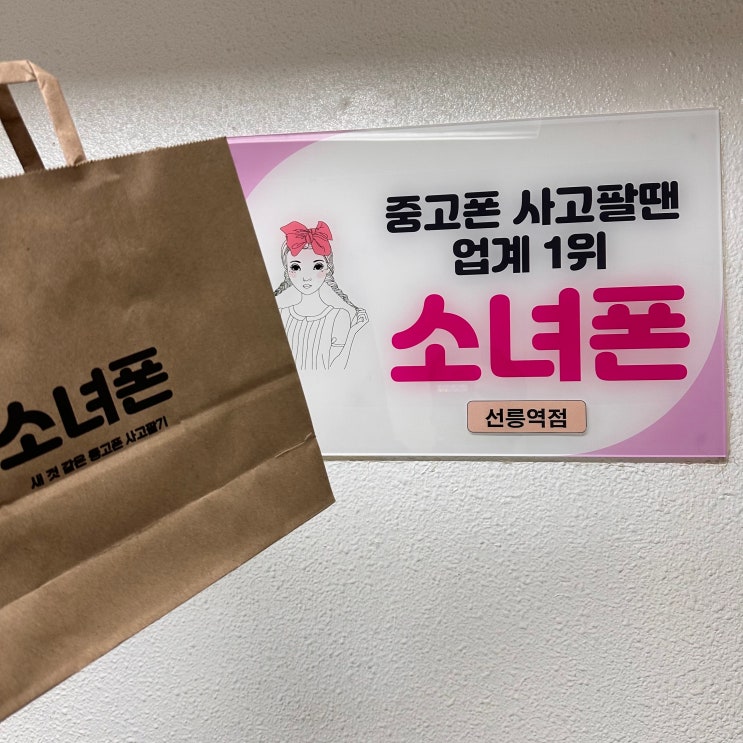 중고폰 사고팔땐
업계 1위
소녀폰
선릉역점
소녀폰
새 것 같은 중고폰 사고팔기